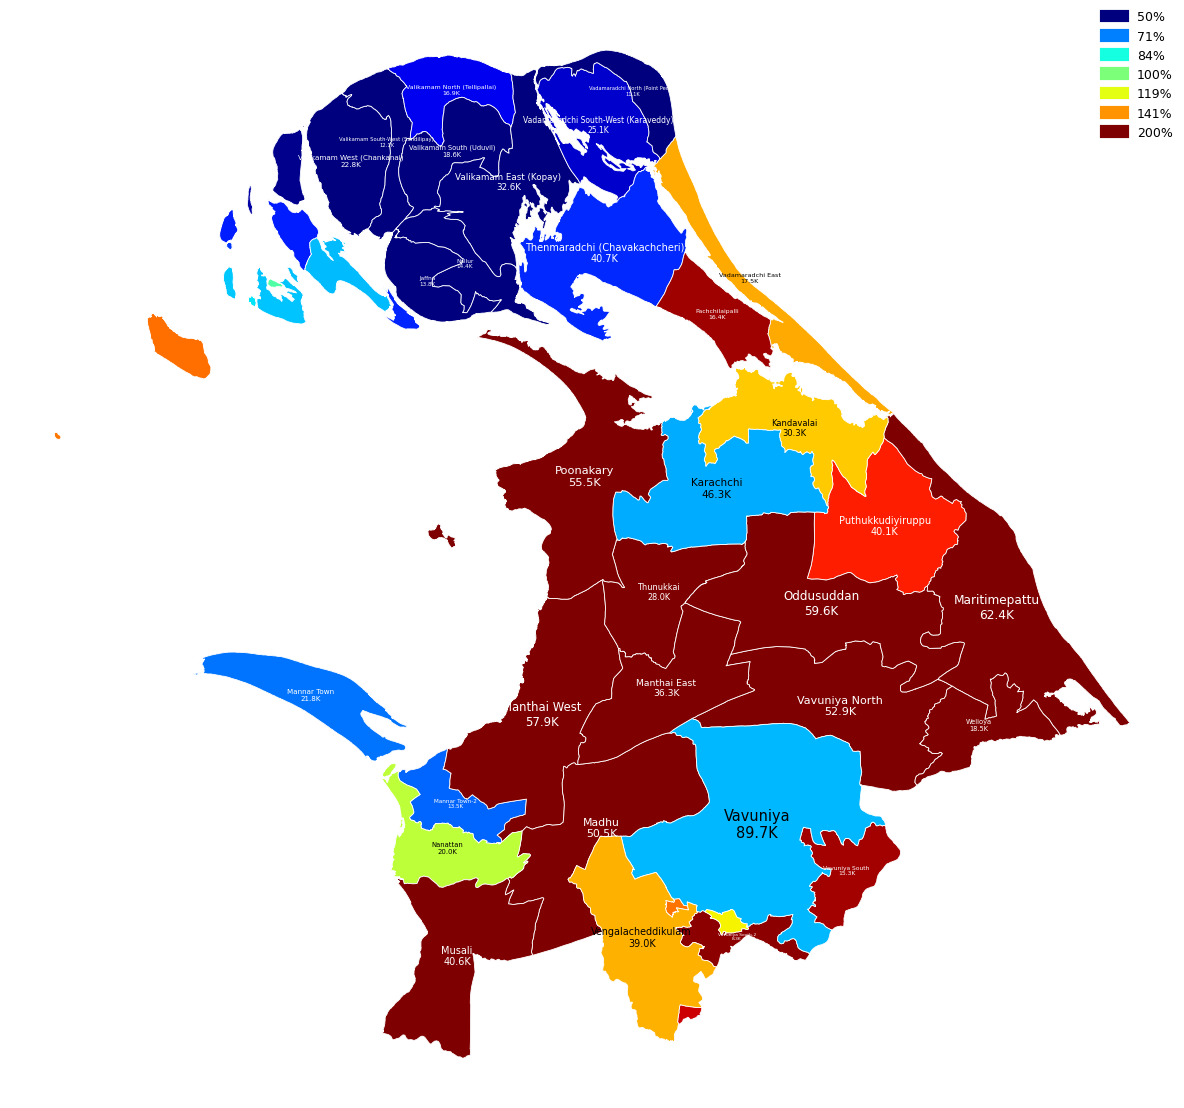 50%
71%
84%
100%
119%
141%
200%
Valikamam North (Tellipallai)
16.9K
Vadamaradchi North (Point Pe
11.1K
Vadamaradchi South-West (Karaveddy)
25.1K
Valikamam South-West (Sandilipay)
12.1K
Valikamam West (Chankanai)
22.8K
Valikamam South (Uduvil)
18.6K
Valikamam East (Kopay)
32.6K
Thenmaradchi (Chavakachcheri)
40.7K
Nallur
14.4K
Jaffna
13.8K
Vadamaradchi East
17.5K
Pachchilaipalli
16.4K
Kandavalai
30.3K
Poonakary
55.5K
Karachchi
46.3K
Puthukkudiyiruppu
40.1K
Thunukkai
28.0K
Oddusuddan
59.6K
Maritimepattu
62.4K
Mannar Town
21.8K
Manthai East
36.3K
Manthai West
57.9K
Vavuniya North
52.9K
Welioya
18.5K
Mannar Town-2
13.5K
Madhu
50.5K
Vavuniya
89.7K
Nanattan
20.0K
Vavuniya South
15.3K
Vengalacheddikulam
39.0K
Musali
40.6K